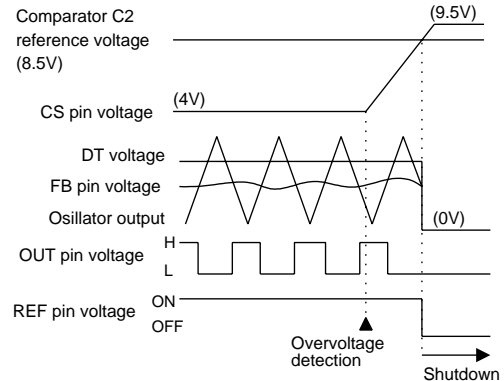 Comparator C2
reference voltage
(8.5V)
(9.5V)
CS pin voltage
(4V)
DT voltage
FB pin voltage
Osillator output
(0V)
OUT pin voltage
H
L
REF pin voltage
ON
OFF
Overvoltage
detection
Shutdown